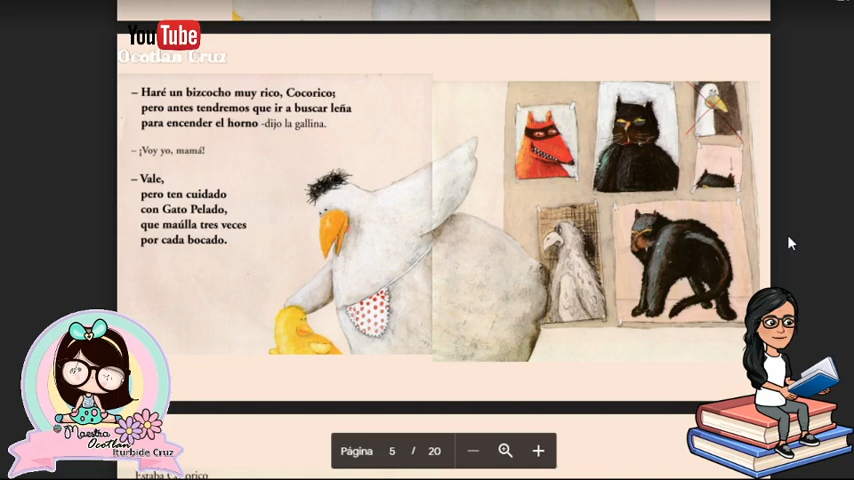 YouTube
Ocotlan Cruz
– Haré un bizcocho muy rico, Cocorico;
pero antes tendremos que ir a buscar leña
para encender el horno -dijo la gallina.
– ¡Voy yo, mamá!
– Vale,
pero ten cuidado
con Gato Pelado,
que maúlla tres veces
por cada bocado.
Maestra
Ocotlan
Iturbide Cruz
Página 5 / 20
Estaba Cocorico